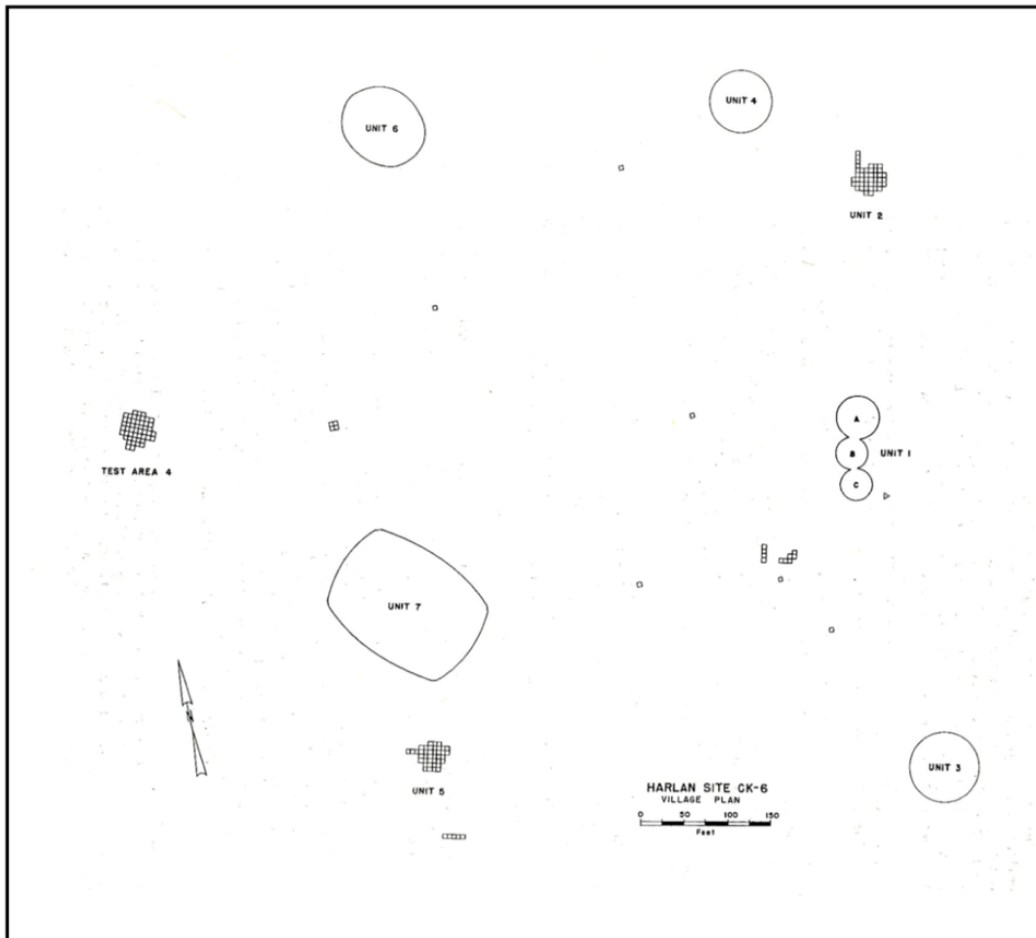 UNIT 6
UNIT 4
UNIT 2
TEST AREA 4
A
B
UNIT 1
C
UNIT 7
N
UNIT 5
UNIT 3
HARLAN SITE CK-6
VILLAGE PLAN
0 50 100 150
Feet